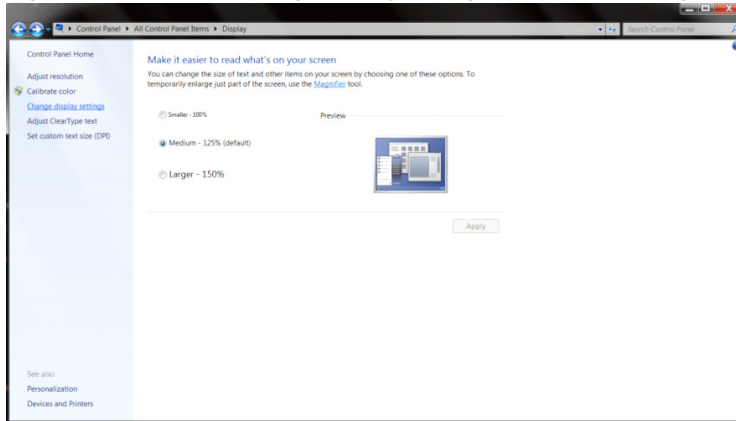 Control Panel ▸ All Control Panel Items ▸ Display
Search Control Panel
Control Panel Home
Adjust resolution
Calibrate color
Change display settings
Adjust ClearType text
Set custom text size (DPI)
See also
Personalization
Devices and Printers
Make it easier to read what's on your screen
You can change the size of text and other items on your screen by choosing one of these options. To
temporarily enlarge just part of the screen, use the Magnifier tool.
Smaller - 100%
Preview
Medium - 125% (default)
Larger - 150%
Apply